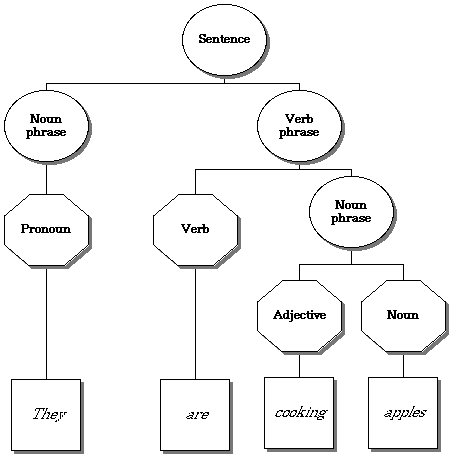 Sentence
Noun
phrase
Verb
phrase
Pronoun
Verb
Noun
phrase
Adjective
Noun
They
are
cooking
apples